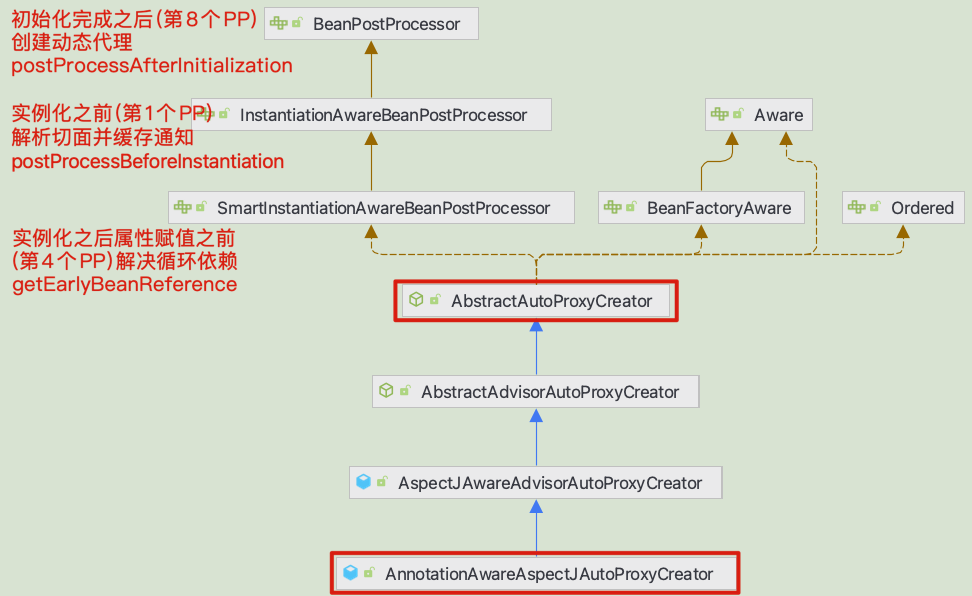 初始化完成之后(第8个PP)
创建动态代理
postProcessAfterInitialization
BeanPostProcessor
实例化之前(第1个PP)
解析切面并缓存通知
postProcessBeforeInstantiation
InstantiationAwareBeanPostProcessor
Aware
SmartInstantiationAwareBeanPostProcessor
BeanFactoryAware
Ordered
实例化之后属性赋值之前
(第4个PP)解决循环依赖
getEarlyBeanReference
AbstractAutoProxyCreator
AbstractAdvisorAutoProxyCreator
AspectJAwareAdvisorAutoProxyCreator
AnnotationAwareAspectJAutoProxyCreator